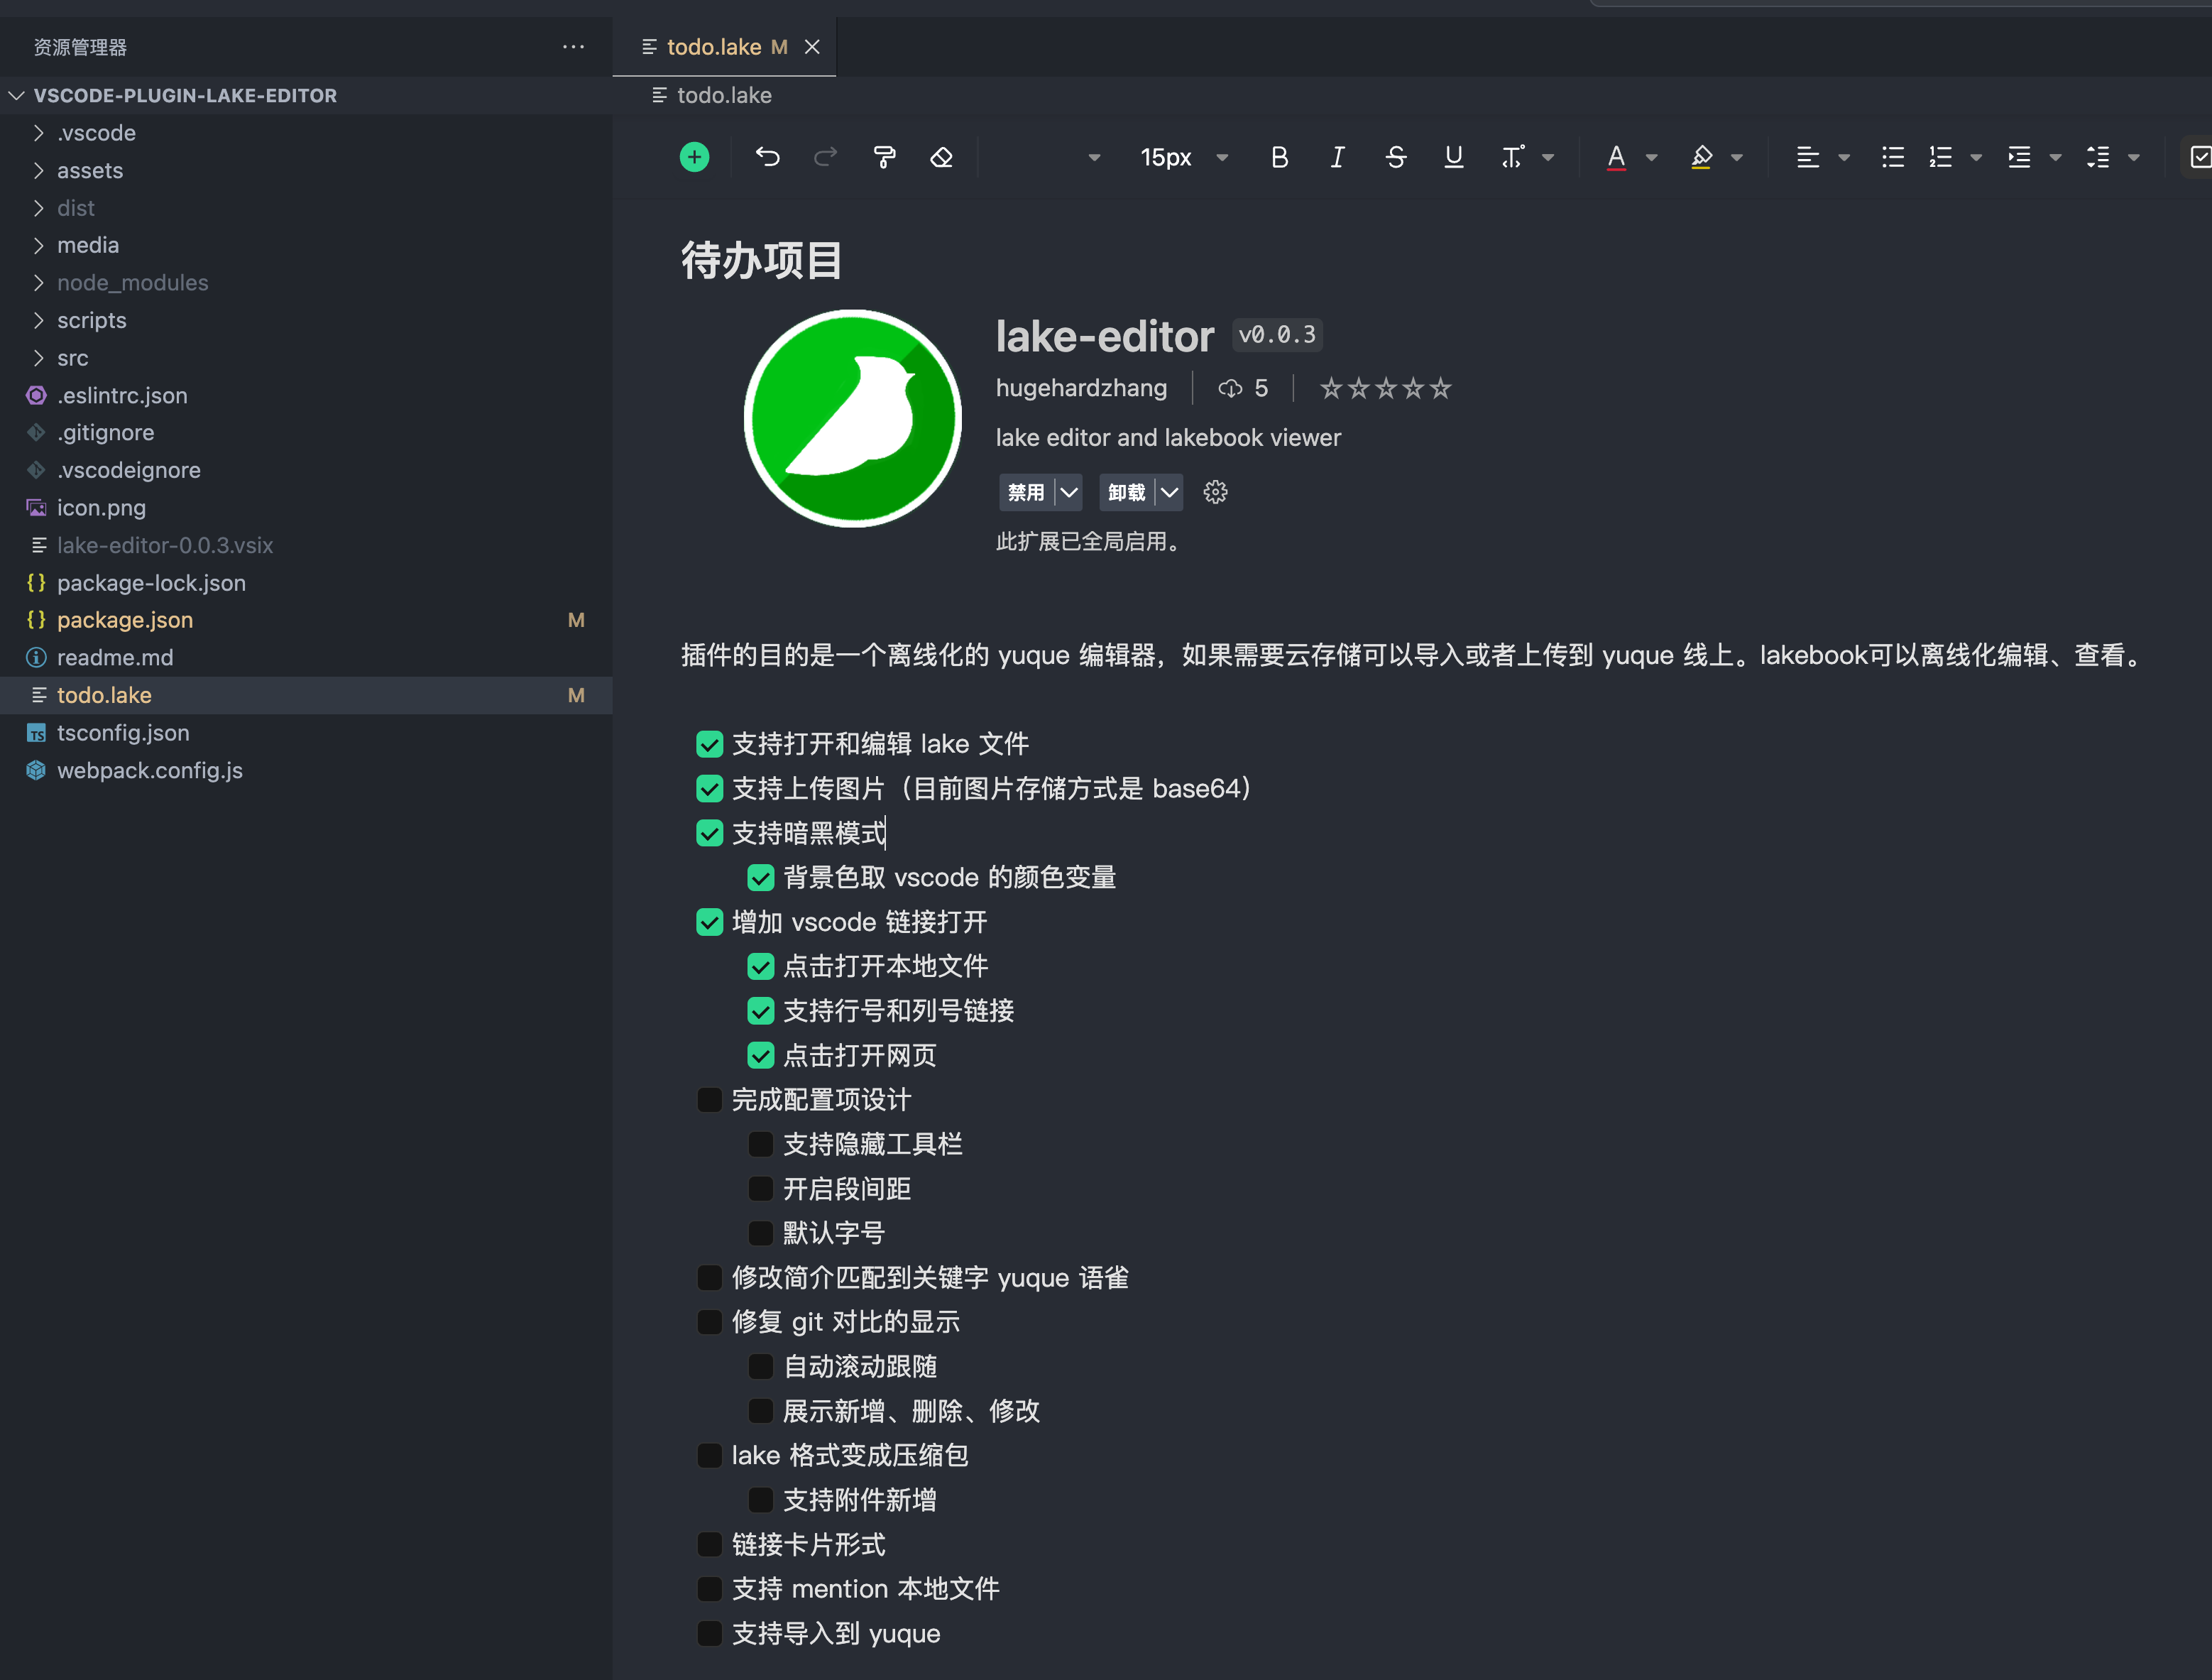 资源管理器
VSCODE-PLUGIN-LAKE-EDITOR
.vscode
assets
dist
media
node_modules
scripts
src
.eslintrc.json
.gitignore
.vscodeignore
icon.png
lake-editor-0.0.3.vsix
package-lock.json
package.json M
readme.md
todo.lake M
tsconfig.json
webpack.config.js
todo.lake M
todo.lake
15px
待办项目
lake-editor v0.0.3
hugehardzhang 5
lake editor and lakebook viewer
禁用 卸载
此扩展已全局启用。
插件的目的是一个离线化的 yuque 编辑器，如果需要云存储可以导入或者上传到 yuque 线上。lakebook可以离线化编辑、查看。
支持打开和编辑 lake 文件
支持上传图片（目前图片存储方式是 base64）
支持暗黑模式
背景色取 vscode 的颜色变量
增加 vscode 链接打开
点击打开本地文件
支持行号和列号链接
点击打开网页
完成配置项设计
支持隐藏工具栏
开启段间距
默认字号
修改简介匹配到关键字 yuque 语雀
修复 git 对比的显示
自动滚动跟随
展示新增、删除、修改
lake 格式变成压缩包
支持附件新增
链接卡片形式
支持 mention 本地文件
支持导入到 yuque